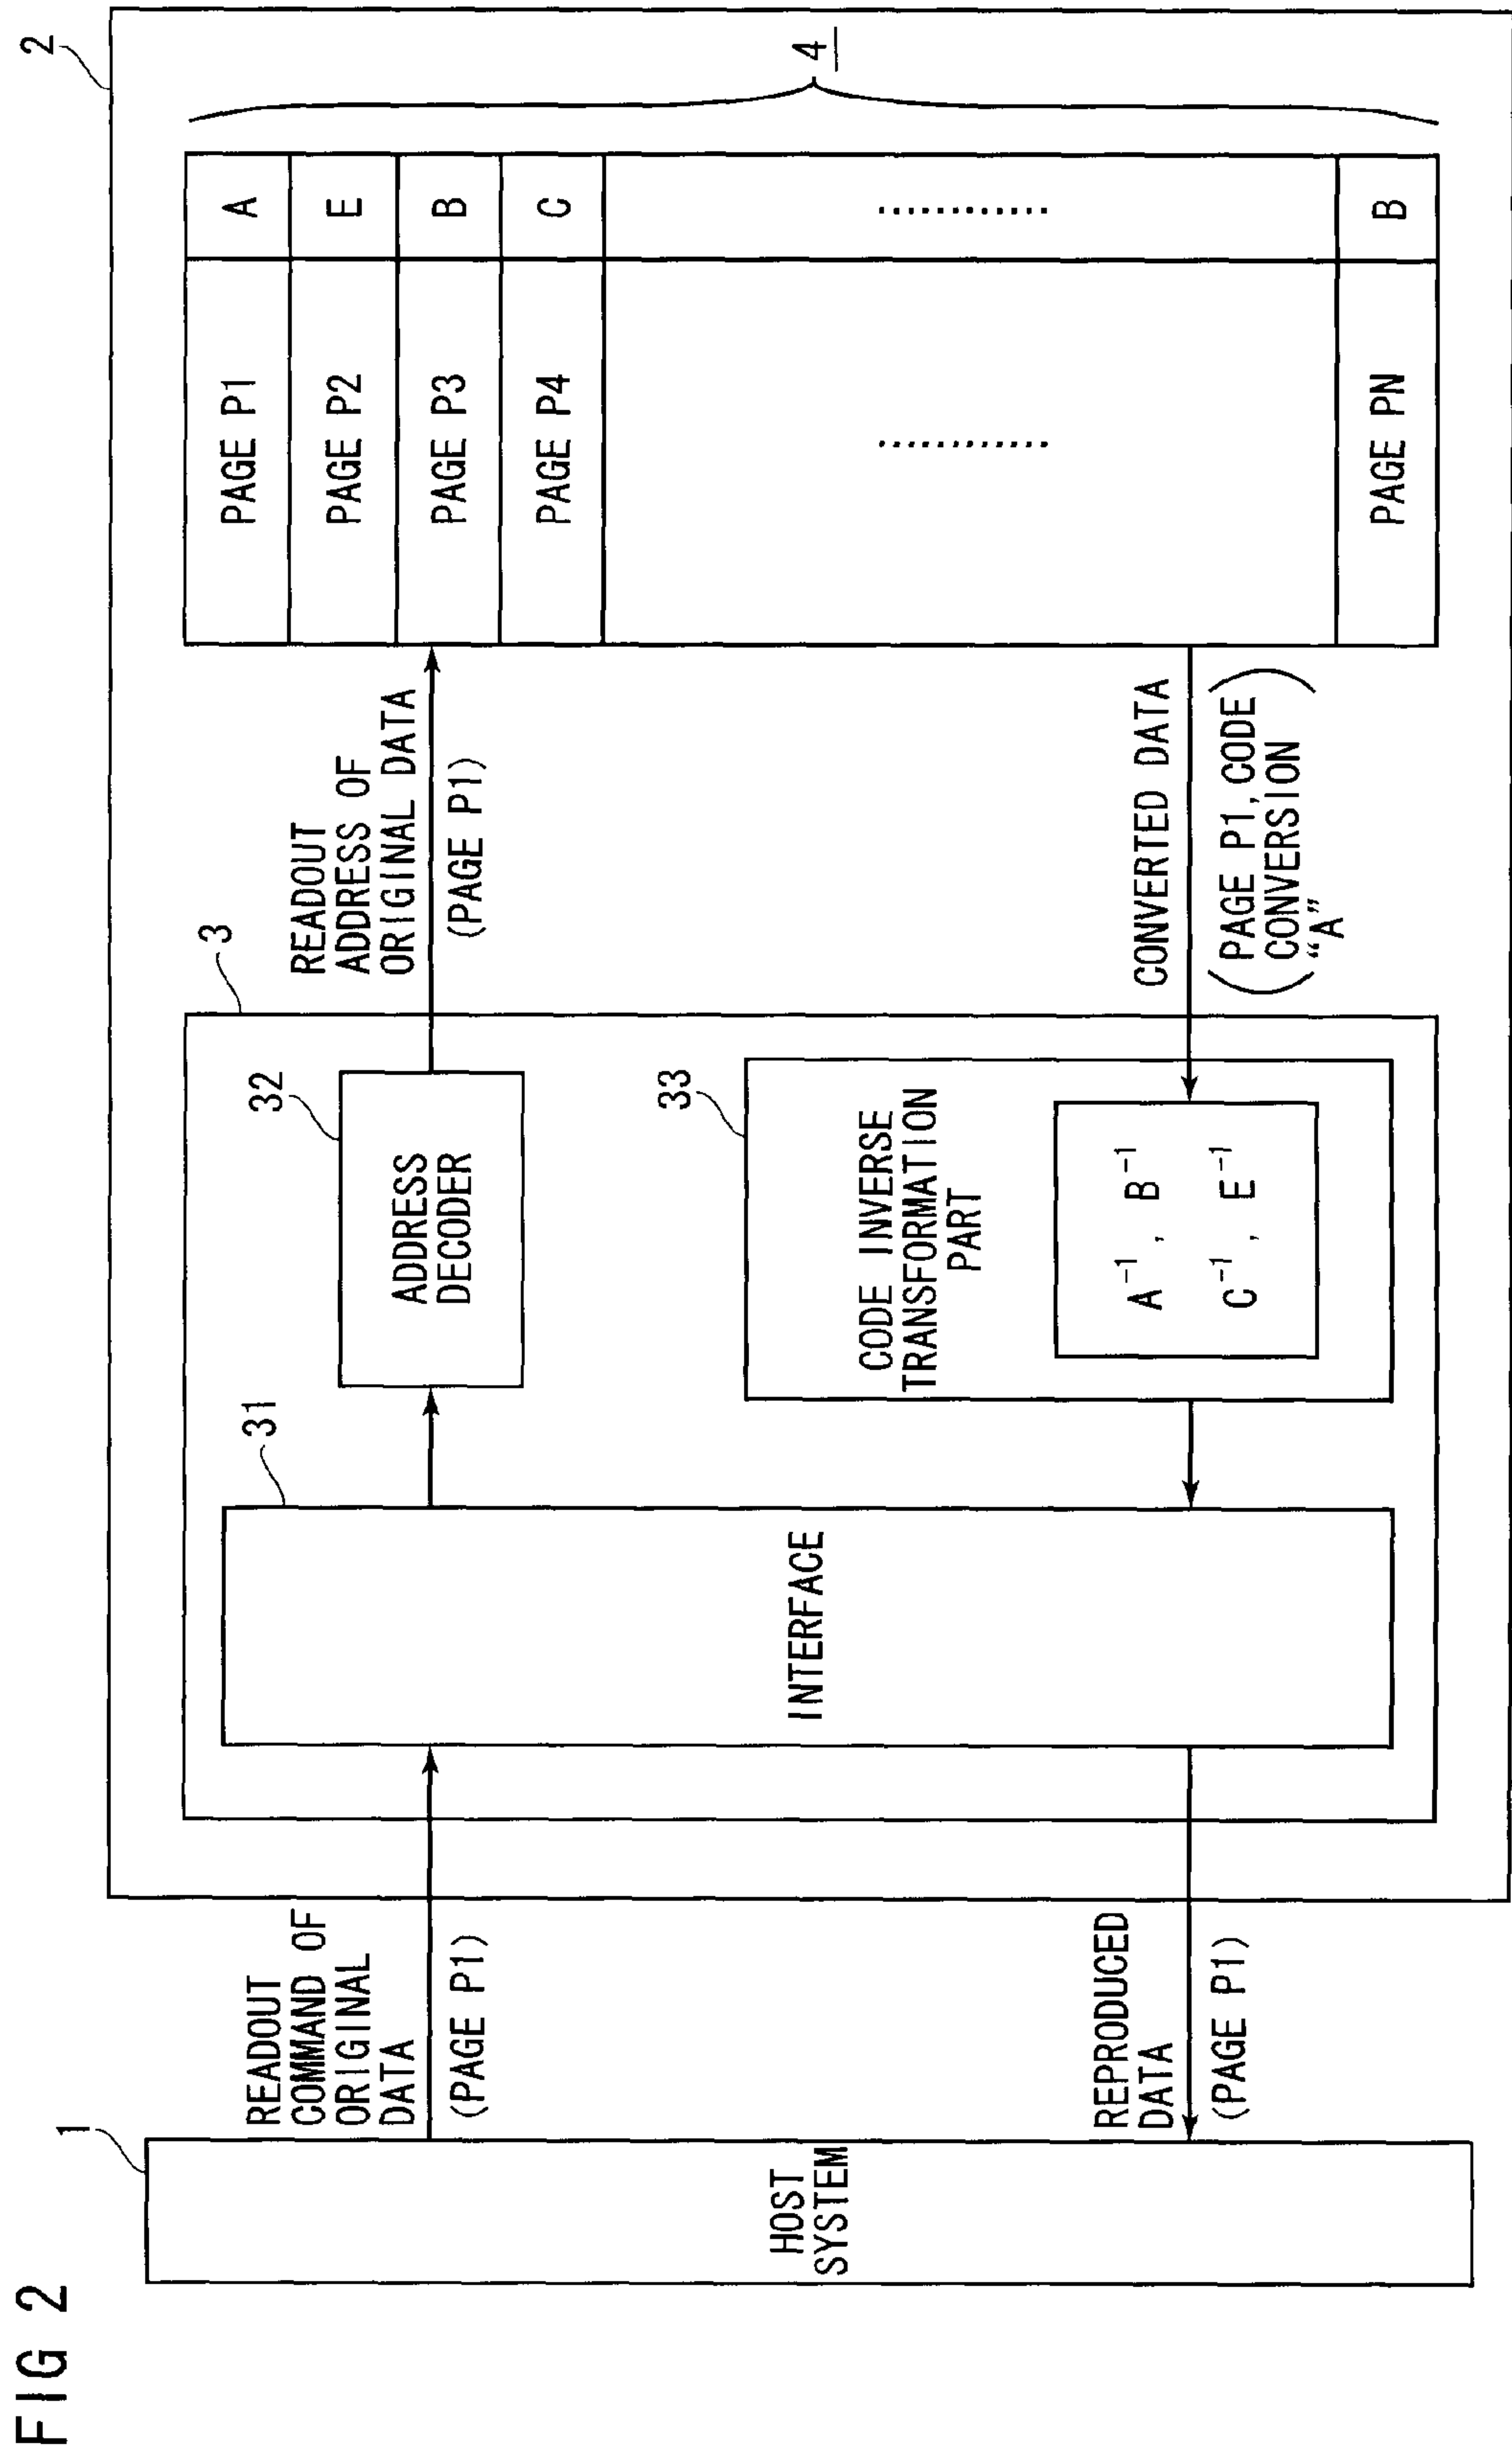 FIG 2
1
HOST
SYSTEM
READOUT
COMMAND OF
ORIGINAL
DATA
(PAGE P1)
REPRODUCED
DATA
(PAGE P1)
2
3
31
INTERFACE
32
ADDRESS
DECODER
33
CODE INVERSE
TRANSFORMATION
PART
A⁻¹, B⁻¹
C⁻¹, E⁻¹
READOUT
ADDRESS OF
ORIGINAL DATA
(PAGE P1)
CONVERTED DATA
(PAGE P1, CODE
CONVERSION
“A”)
PAGE P1 A
PAGE P2 E
PAGE P3 B
PAGE P4 C
............ ............
PAGE PN B
4